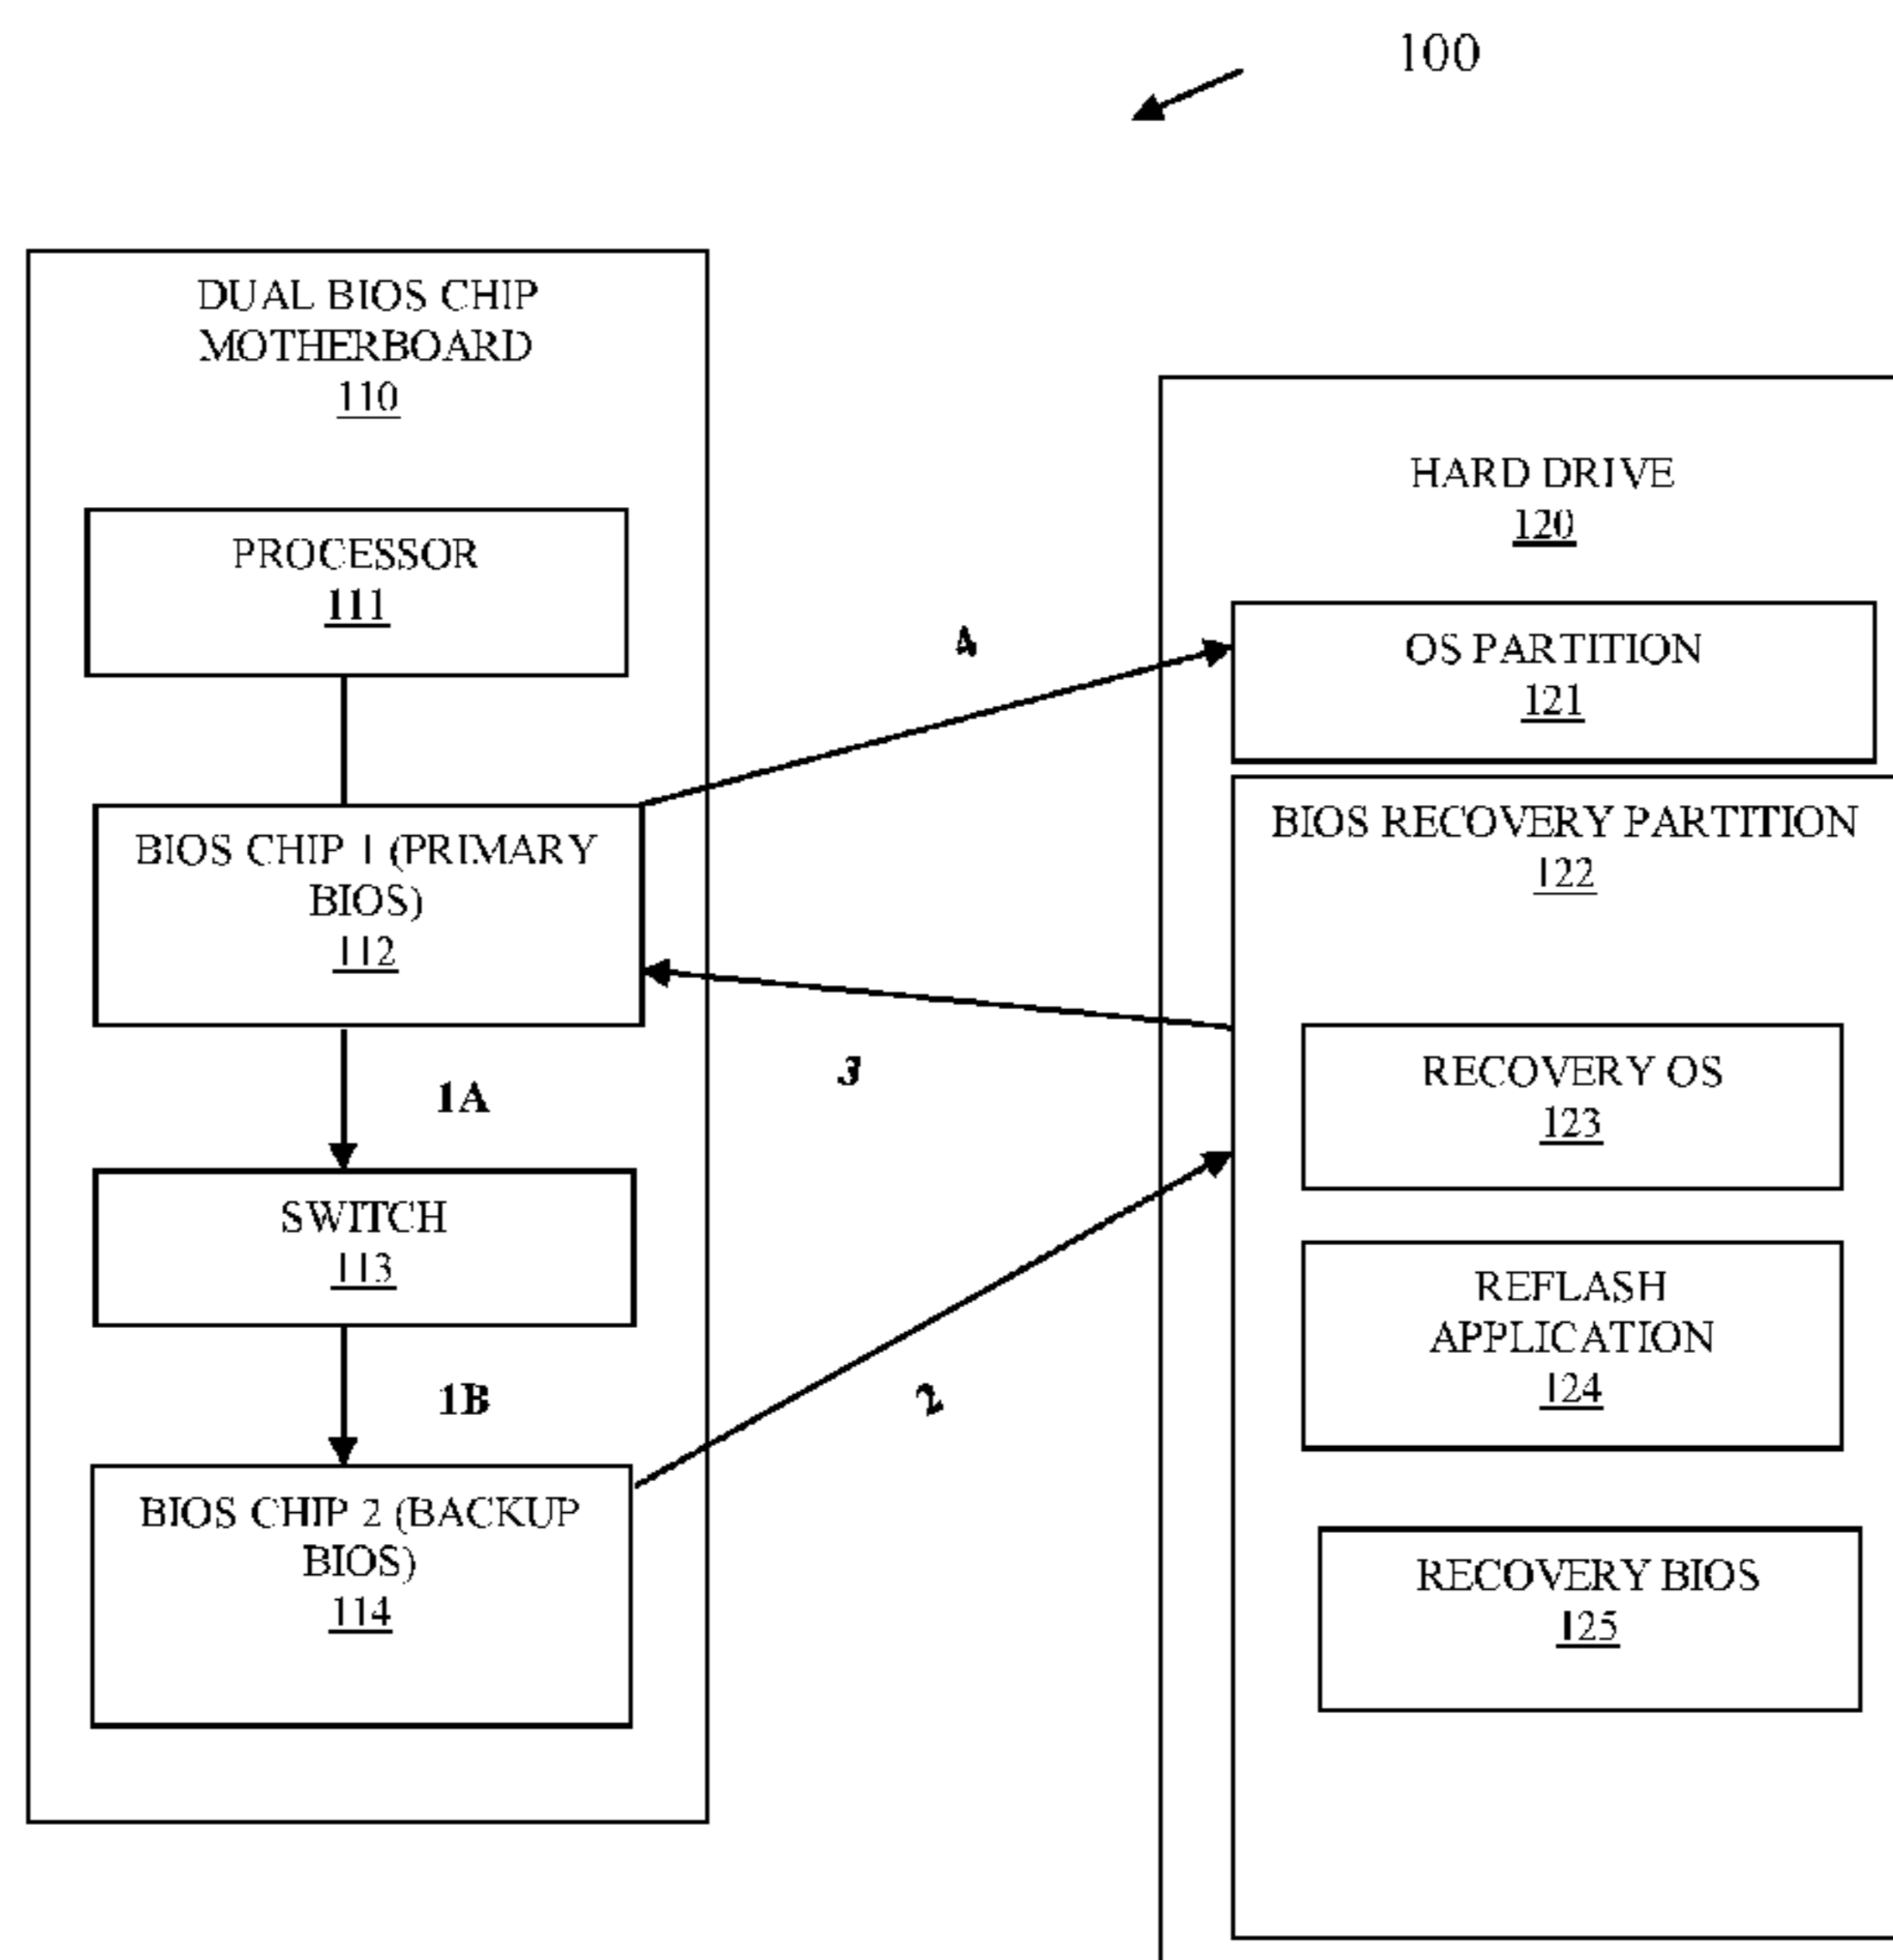 100
DUAL BIOS CHIP
MOTHERBOARD
110
PROCESSOR
111
BIOS CHIP 1 (PRIMARY
BIOS)
112
1A
SWITCH
113
1B
BIOS CHIP 2 (BACKUP
BIOS)
114
4
3
2
HARD DRIVE
120
OS PARTITION
121
BIOS RECOVERY PARTITION
122
RECOVERY OS
123
REFLASH
APPLICATION
124
RECOVERY BIOS
125